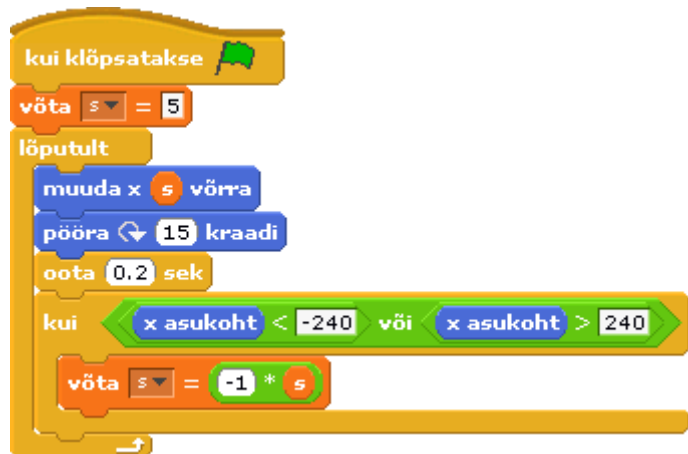 kui klõpsatakse
võta s = 5
lõputult
muuda x s võrra
pööra 15 kraadi
oota 0.2 sek
kui x asukoht < -240 või x asukoht > 240
võta s = -1 * s